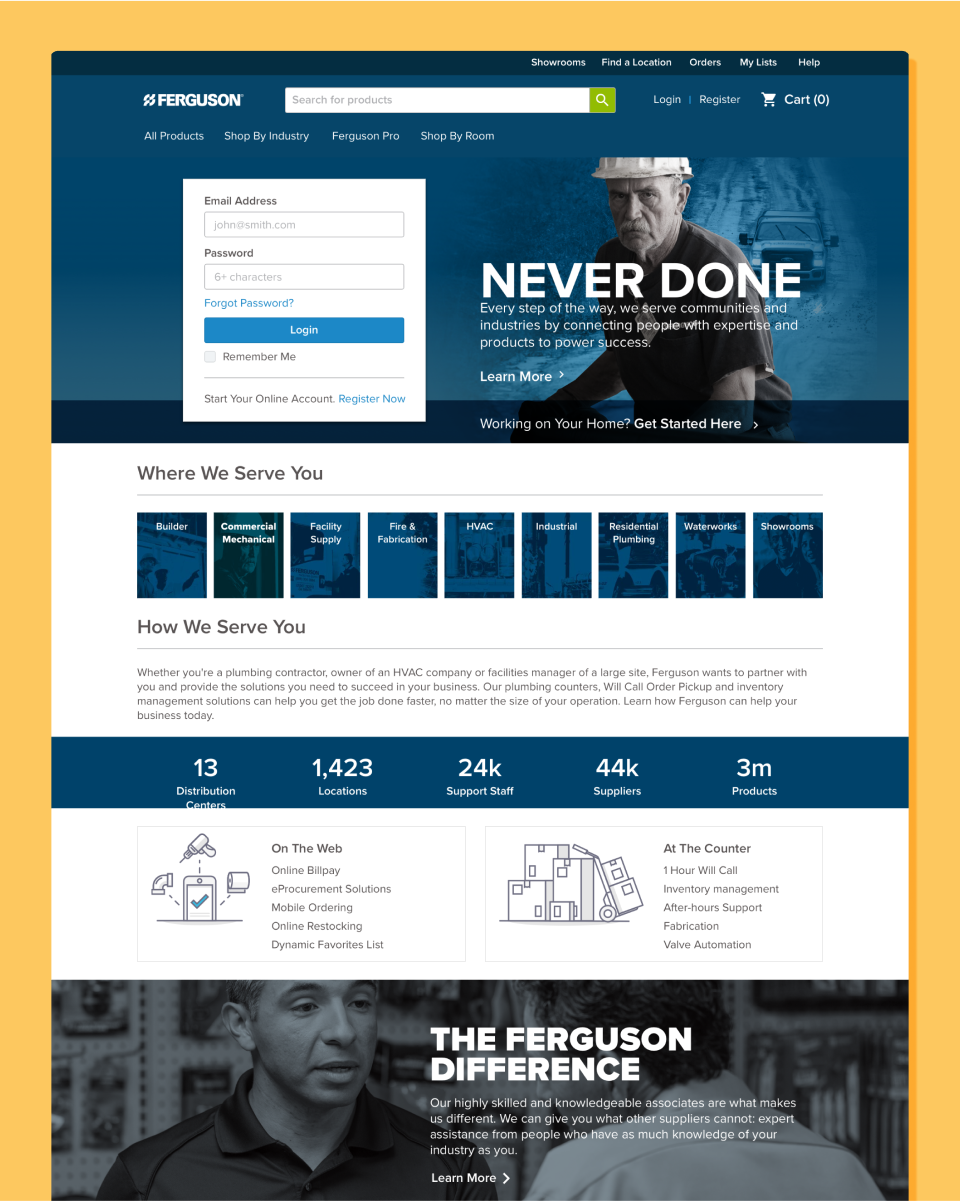 Showrooms Find a Location Orders My Lists Help
FERGUSON®
Search for products
Login | Register
Cart (0)
All Products Shop By Industry Ferguson Pro Shop By Room
Email Address
john@smith.com
Password
6+ characters
Forgot Password?
Login
Remember Me
Start Your Online Account. Register Now
NEVER DONE
Every step of the way, we serve communities and
industries by connecting people with expertise and
products to power success.
Learn More
Working on Your Home? Get Started Here
Where We Serve You
Builder
Commercial
Mechanical
Facility
Supply
Fire &
Fabrication
HVAC
Industrial
Residential
Plumbing
Waterworks
Showrooms
How We Serve You
Whether you're a plumbing contractor, owner of an HVAC company or facilities manager of a large site, Ferguson wants to partner with
you and provide the solutions you need to succeed in your business. Our plumbing counters, Will Call Order Pickup and inventory
management solutions can help you get the job done faster, no matter the size of your operation. Learn how Ferguson can help your
business today.
13
Distribution
Centers
1,423
Locations
24k
Support Staff
44k
Suppliers
3m
Products
On The Web
Online Billpay
eProcurement Solutions
Mobile Ordering
Online Restocking
Dynamic Favorites List
At The Counter
1 Hour Will Call
Inventory management
After-hours Support
Fabrication
Valve Automation
THE FERGUSON
DIFFERENCE
Our highly skilled and knowledgeable associates are what makes
us different. We can give you what other suppliers cannot: expert
assistance from people who have as much knowledge of your
industry as you.
Learn More